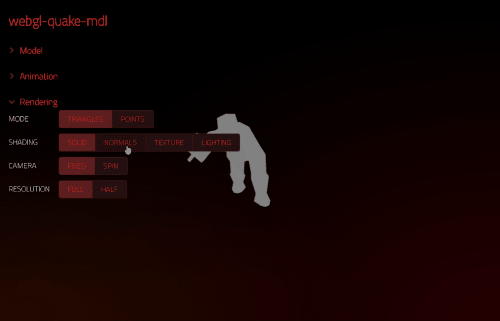 webgl-quake-mdl
Model
Animation
Rendering
MODE TRIANGLES POINTS
SHADING SOLID NORMALS TEXTURE LIGHTING
CAMERA FIXED SPIN
RESOLUTION FULL HALF